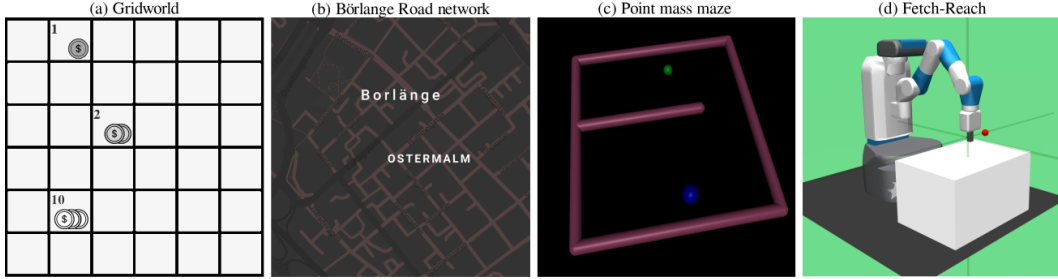 (a) Gridworld
(b) Börlange Road network
(c) Point mass maze
(d) Fetch-Reach
1
$
2
$
10
$
Borlänge
OSTERMALM